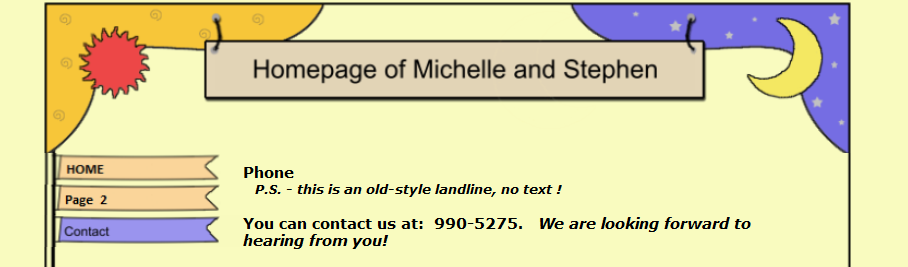 Homepage of Michelle and Stephen
HOME
Page 2
Contact
Phone
P.S. - this is an old-style landline, no text !
You can contact us at: 990-5275. We are looking forward to
hearing from you!